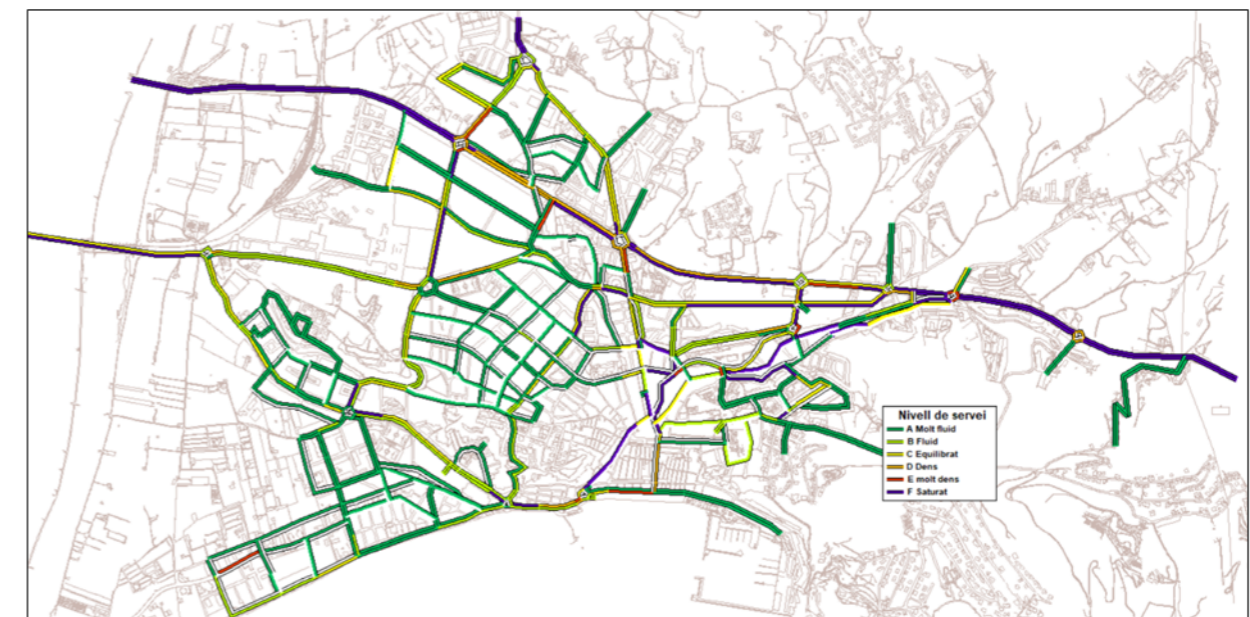 Nivell de servei
A Molt fluid
B Fluid
C Equilibrat
D Dens
E molt dens
F Saturat